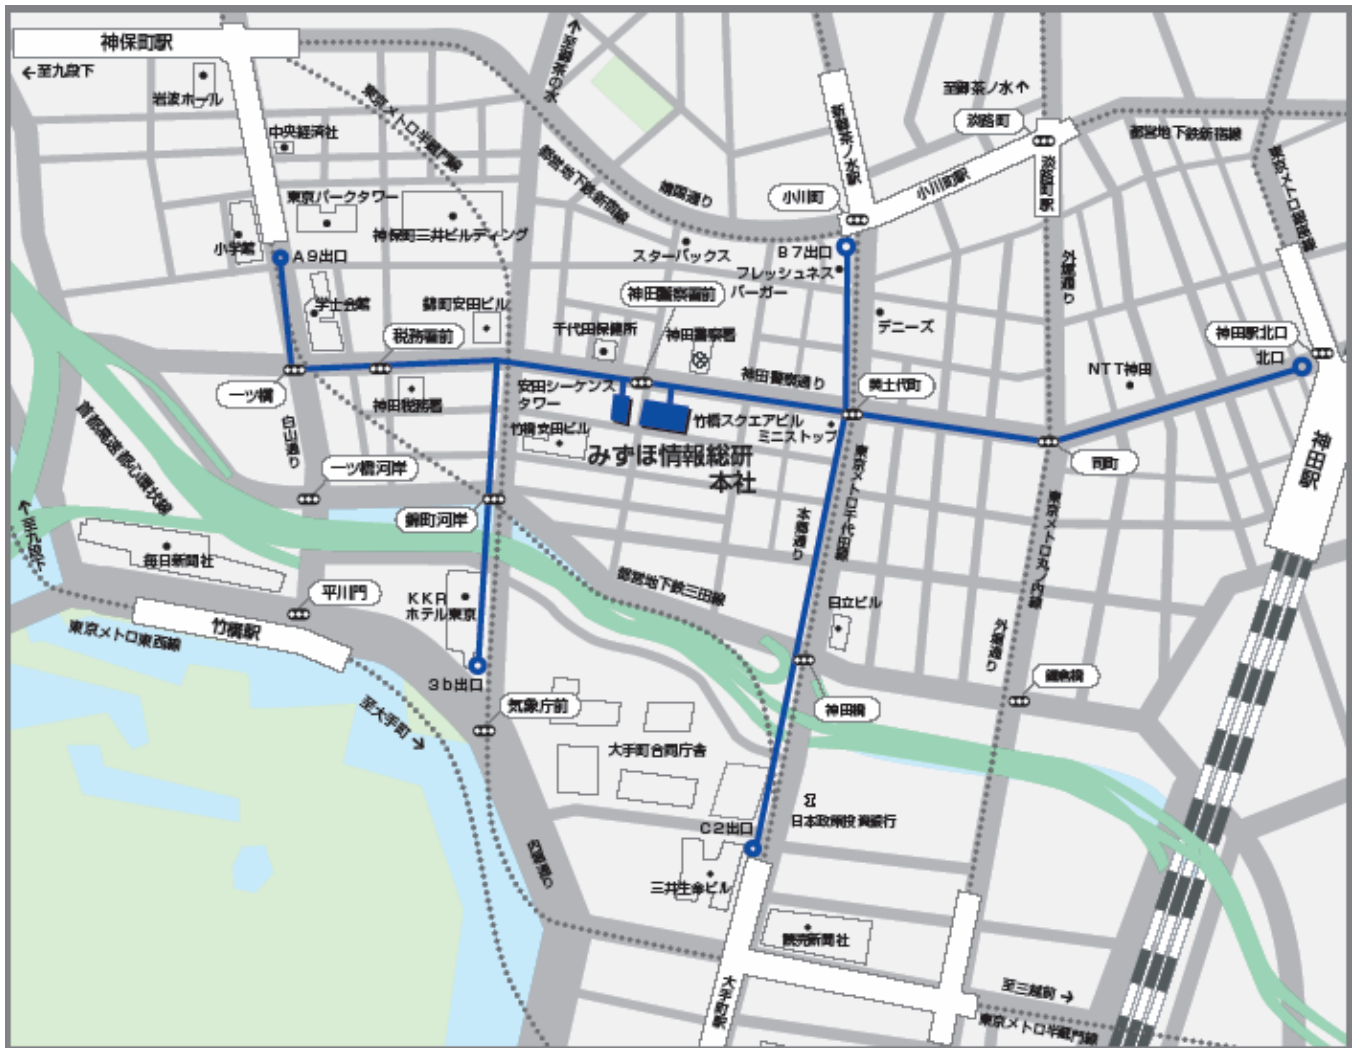 神保町駅
←至九段下
岩波ホール
中央経済社
東京メトロ半蔵門線
↑至御茶の水
都営地下鉄新宿線
靖国通り
新御茶ノ水駅
至御茶ノ水↑
淡路町
淡路町駅
都営地下鉄新宿線
東京メトロ銀座線
小川町
小川町駅
東京パークタワー
神保町三井ビルディング
小学館
A9出口
スターバックス
B7出口
フレッシュネス
バーガー
外堀通り
学士会館
錦町安田ビル
税務署前
神田警察署前
千代田保健所
神田警察署
デニーズ
神田駅北口
北口
NTT神田
神田警察通り
安田シーケンス
タワー
美土代町
一ツ橋
神田税務署
竹橋安田ビル
竹橋スクエアビル
ミニストップ
みずほ情報総研
本社
白山通り
司町
神田駅
首都高速 都心環状線
一ツ橋河岸
錦町河岸
本郷通り
東京メトロ千代田線
東京メトロ丸ノ内線
↑至九段下
毎日新聞社
平川門
KKR
ホテル東京
都営地下鉄三田線
日立ビル
外堀通り
竹橋駅
東京メトロ東西線
3b出口
鎌倉橋
気象庁前
神田橋
至大手町→
大手町合同庁舎
日本政策投資銀行
C2出口
三井生命ビル
読売新聞社
大手町駅
至三越前→
東京メトロ半蔵門線